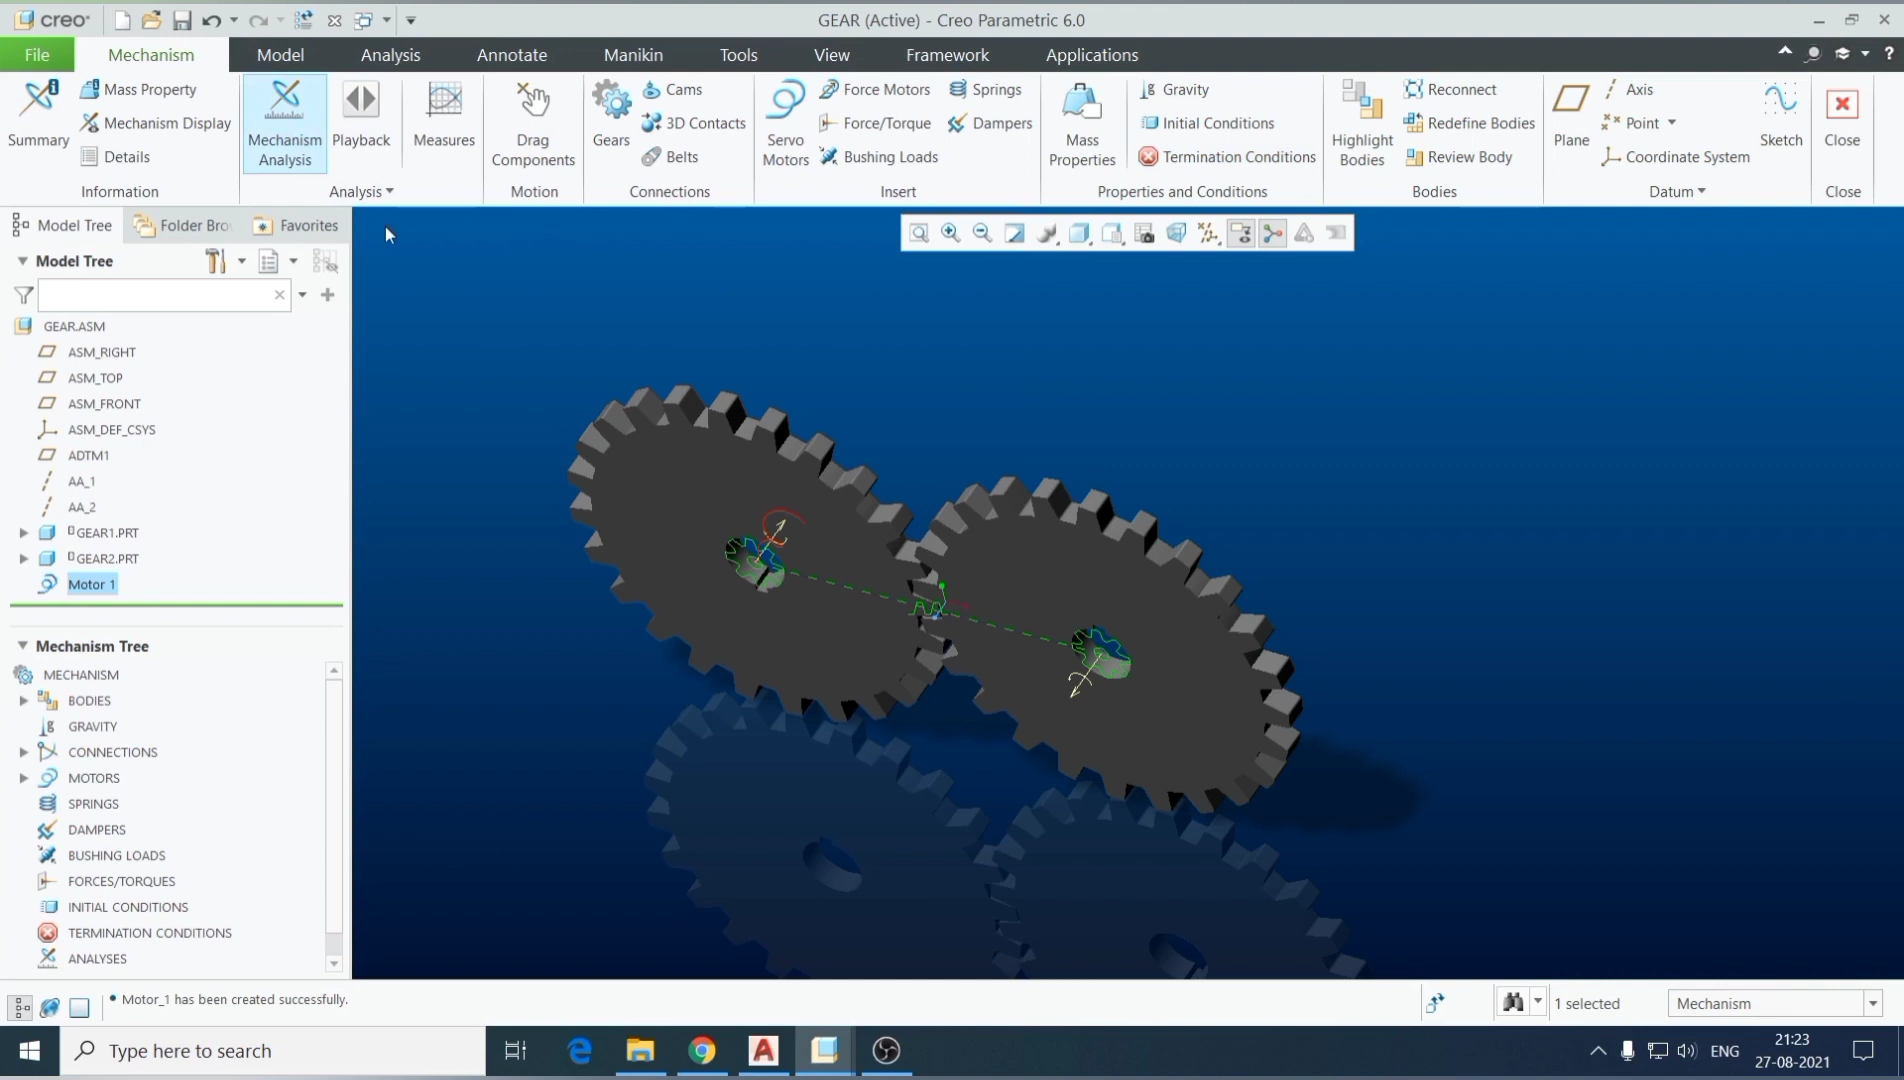 creo
GEAR (Active) - Creo Parametric 6.0
File
Mechanism
Model
Analysis
Annotate
Manikin
Tools
View
Framework
Applications
Summary
Mass Property
Mechanism Display
Details
Information
Mechanism Analysis
Playback
Measures
Analysis
Drag Components
Motion
Gears
Cams
3D Contacts
Belts
Connections
Servo Motors
Force Motors
Force/Torque
Bushing Loads
Springs
Dampers
Insert
Mass Properties
Gravity
Initial Conditions
Termination Conditions
Properties and Conditions
Highlight Bodies
Reconnect
Redefine Bodies
Review Body
Bodies
Plane
Axis
Point
Coordinate System
Sketch
Datum
Close
Close
Model Tree
Folder Bro
Favorites
Model Tree
GEAR.ASM
ASM_RIGHT
ASM_TOP
ASM_FRONT
ASM_DEF_CSYS
ADTM1
AA_1
AA_2
GEAR1.PRT
GEAR2.PRT
Motor 1
Mechanism Tree
MECHANISM
BODIES
GRAVITY
CONNECTIONS
MOTORS
SPRINGS
DAMPERS
BUSHING LOADS
FORCES/TORQUES
INITIAL CONDITIONS
TERMINATION CONDITIONS
ANALYSES
• Motor_1 has been created successfully.
1 selected
Mechanism
Type here to search
ENG
21:23
27-08-2021